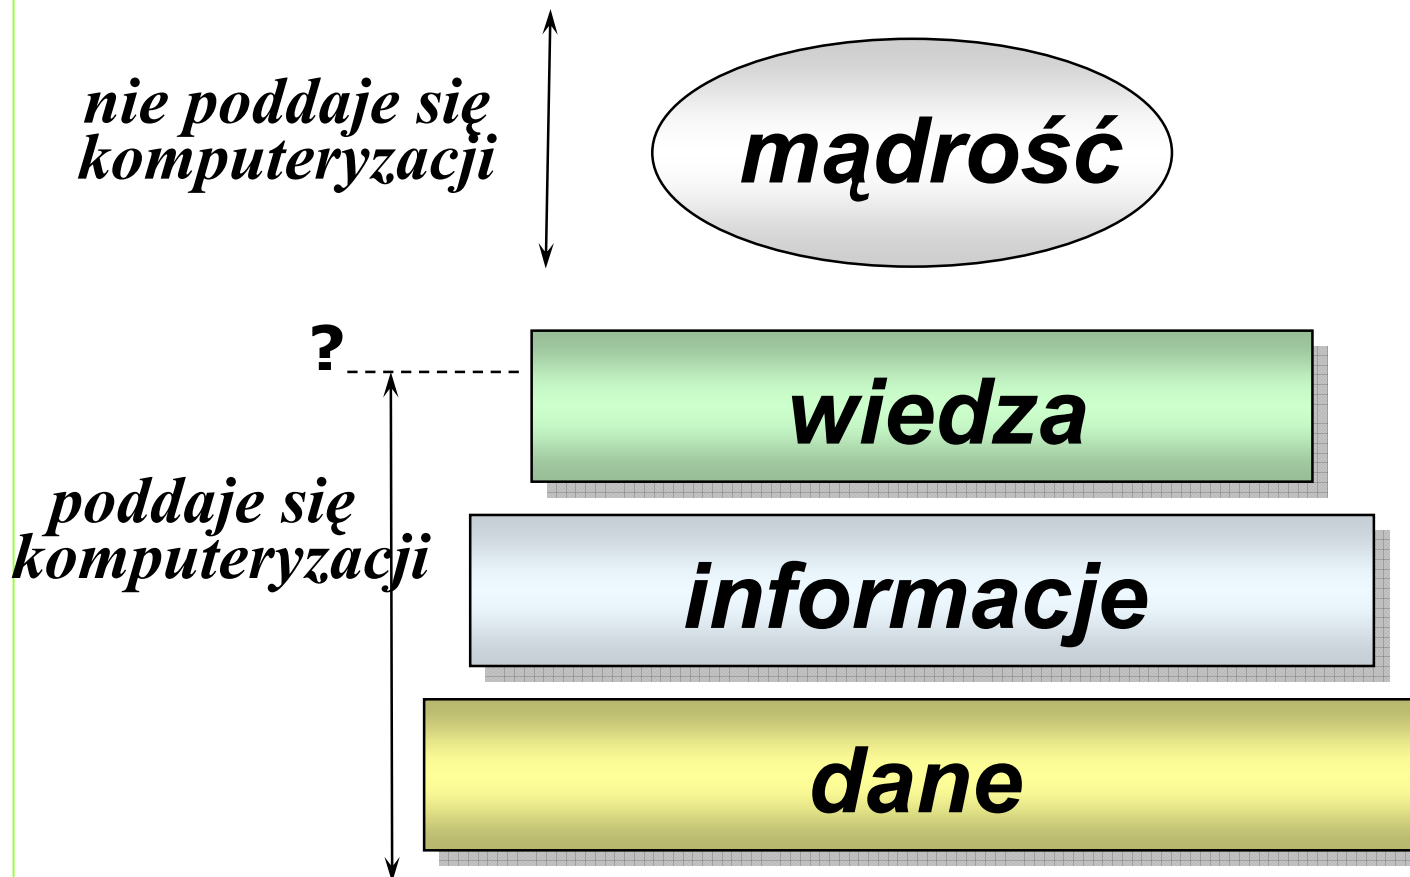 nie poddaje się
komputeryzacji
mądrość
?
wiedza
poddaje się
komputeryzacji
informacje
dane